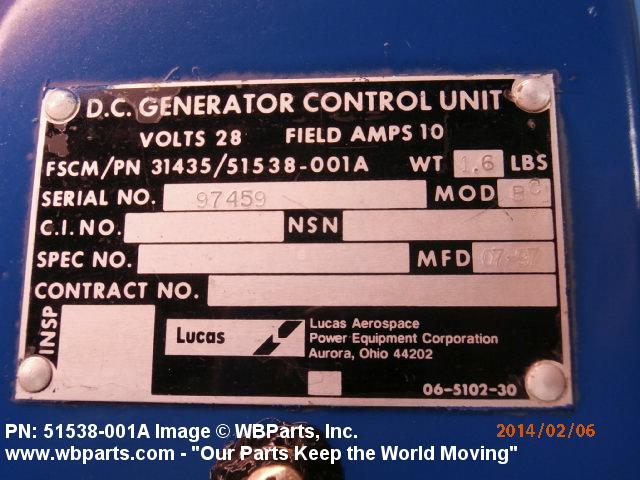 D.C. GENERATOR CONTROL UNIT
VOLTS 28 FIELD AMPS 10
FSCM/PN 31435/51538-001A WT 1.6 LBS
SERIAL NO. 97459 MOD BC
C.I. NO. NSN
SPEC NO. MFD
CONTRACT NO.
INSP
Lucas
Lucas Aerospace
Power Equipment Corporation
Aurora, Ohio 44202
06-5102-30
PN: 51538-001A Image © WBParts, Inc.
2014/02/06
www.wbparts.com - "Our Parts Keep the World Moving"